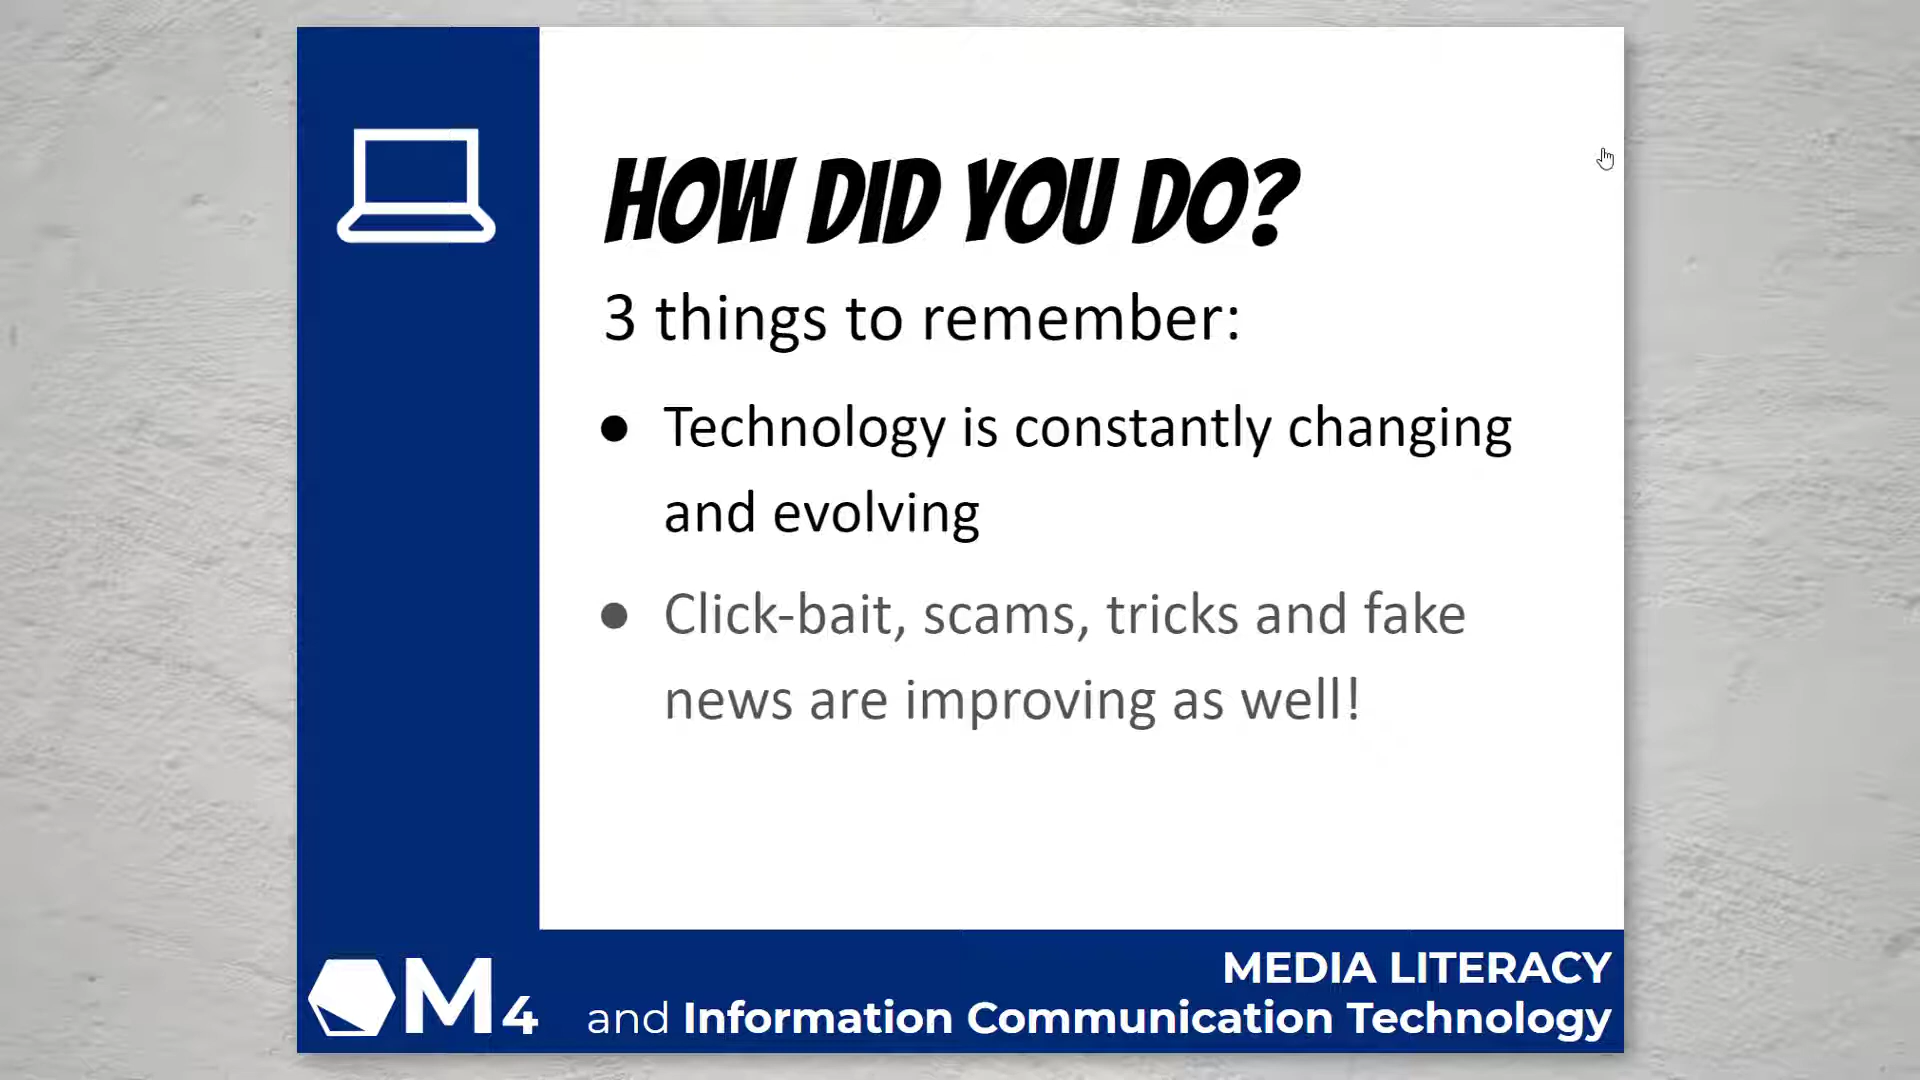 HOW DID YOU DO?
3 things to remember:
● Technology is constantly changing
and evolving
● Click-bait, scams, tricks and fake
news are improving as well!
M4
MEDIA LITERACY
and Information Communication Technology